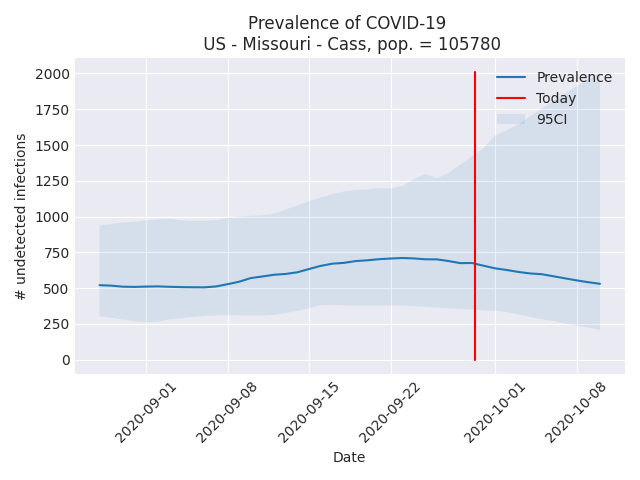 Prevalence of COVID-19
US - Missouri - Cass, pop. = 105780
2000
1750
1500
1250
1000
750
500
250
0
# undetected infections
Prevalence
Today
95CI
2020-09-01
2020-09-08
2020-09-15
2020-09-22
2020-10-01
2020-10-08
Date